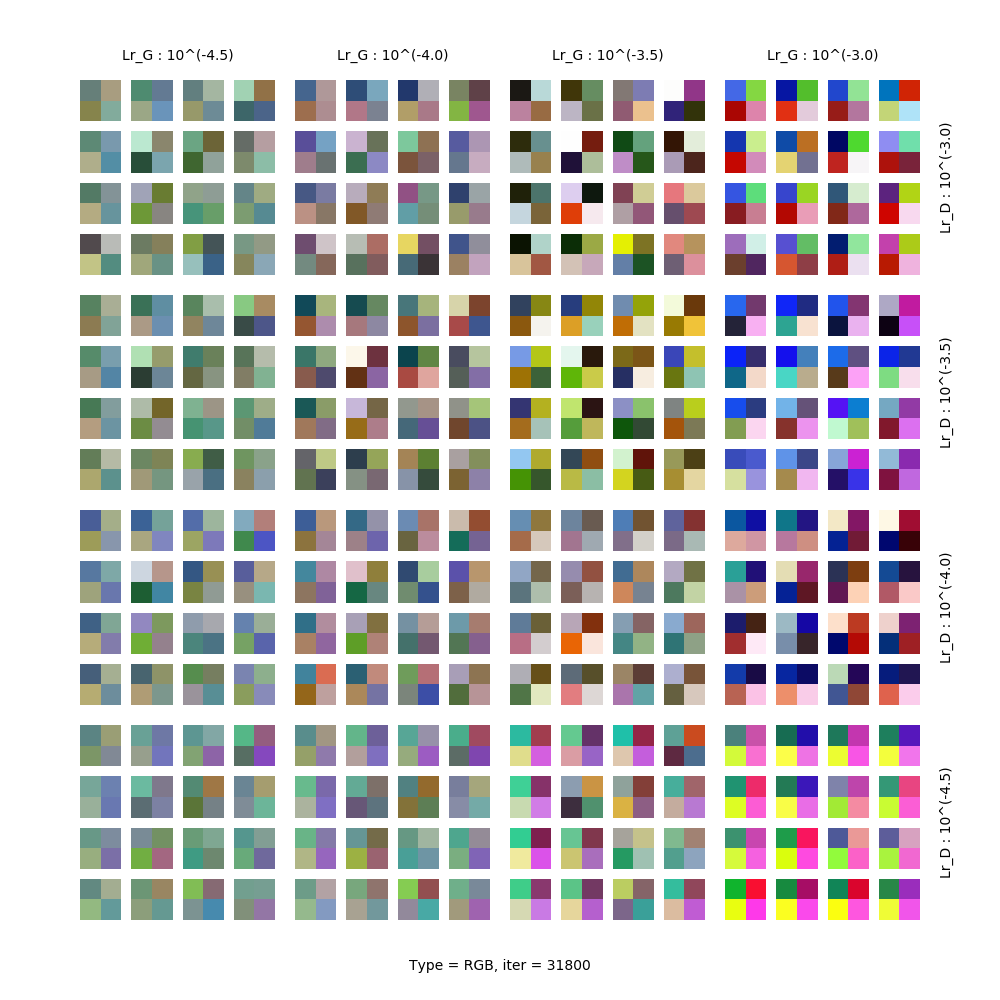 Lr_G : 10^(-4.5)
Lr_G : 10^(-4.0)
Lr_G : 10^(-3.5)
Lr_G : 10^(-3.0)
Lr_D : 10^(-3.0)
Lr_D : 10^(-3.5)
Lr_D : 10^(-4.0)
Lr_D : 10^(-4.5)
Type = RGB, iter = 31800